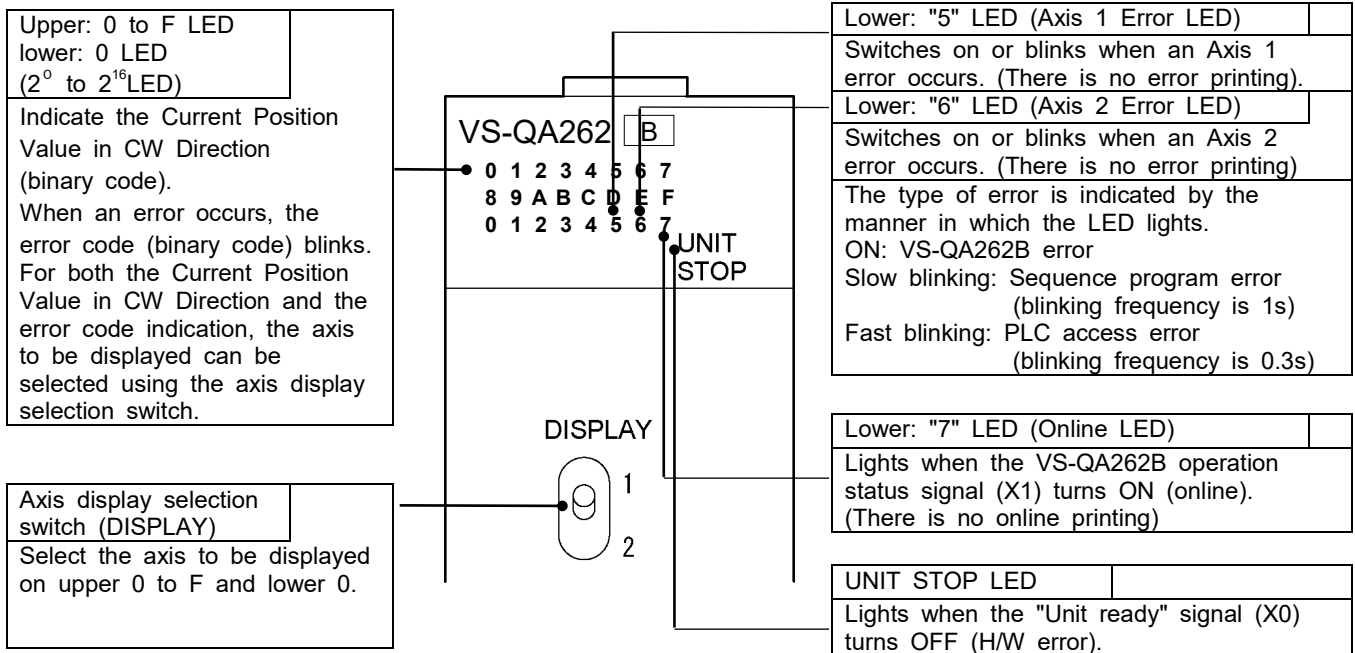 Upper: 0 to F LED
lower: 0 LED
(2⁰ to 2¹⁶LED)
Indicate the Current Position
Value in CW Direction
(binary code).
When an error occurs, the
error code (binary code) blinks.
For both the Current Position
Value in CW Direction and the
error code indication, the axis
to be displayed can be
selected using the axis display
selection switch.
Axis display selection
switch (DISPLAY)
Select the axis to be displayed
on upper 0 to F and lower 0.
VS-QA262 B
0 1 2 3 4 5 6 7
8 9 A B C D E F
0 1 2 3 4 5 6 7
UNIT
STOP
DISPLAY
1
2
Lower: "5" LED (Axis 1 Error LED)
Switches on or blinks when an Axis 1
error occurs. (There is no error printing).
Lower: "6" LED (Axis 2 Error LED)
Switches on or blinks when an Axis 2
error occurs. (There is no error printing)
The type of error is indicated by the
manner in which the LED lights.
ON: VS-QA262B error
Slow blinking: Sequence program error
(blinking frequency is 1s)
Fast blinking: PLC access error
(blinking frequency is 0.3s)
Lower: "7" LED (Online LED)
Lights when the VS-QA262B operation
status signal (X1) turns ON (online).
(There is no online printing)
UNIT STOP LED
Lights when the "Unit ready" signal (X0)
turns OFF (H/W error).